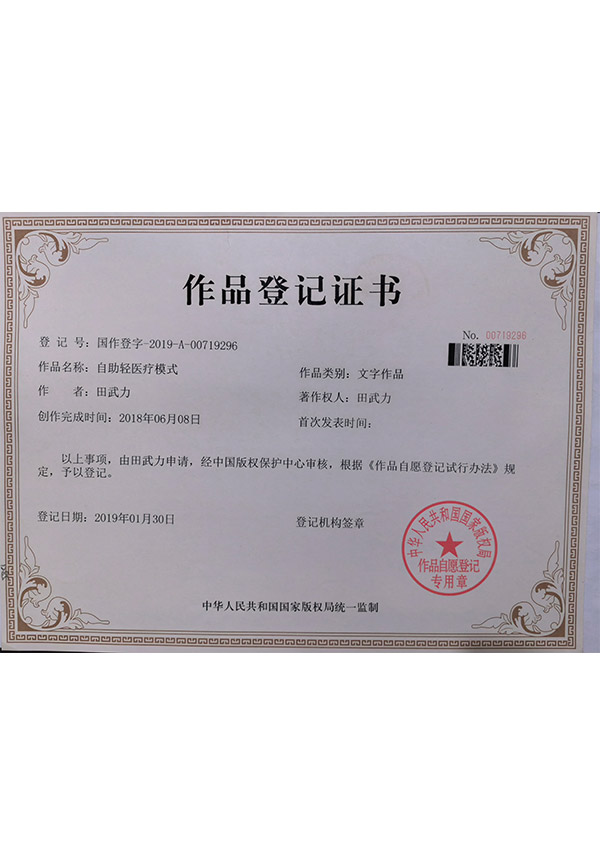 作品登记证书
No. 00719296
登 记 号：国作登字-2019-A-00719296
作品名称：自助轻医疗模式
作品类别：文字作品
作 者：田武力
著作权人：田武力
创作完成时间：2018年06月08日
首次发表时间：
以上事项，由田武力申请，经中国版权保护中心审核，根据《作品自愿登记试行办法》规
定，予以登记。
登记日期：2019年01月30日
登记机构签章
中华人民共和国国家版权局
作品自愿登记
专用章
中华人民共和国国家版权局统一监制